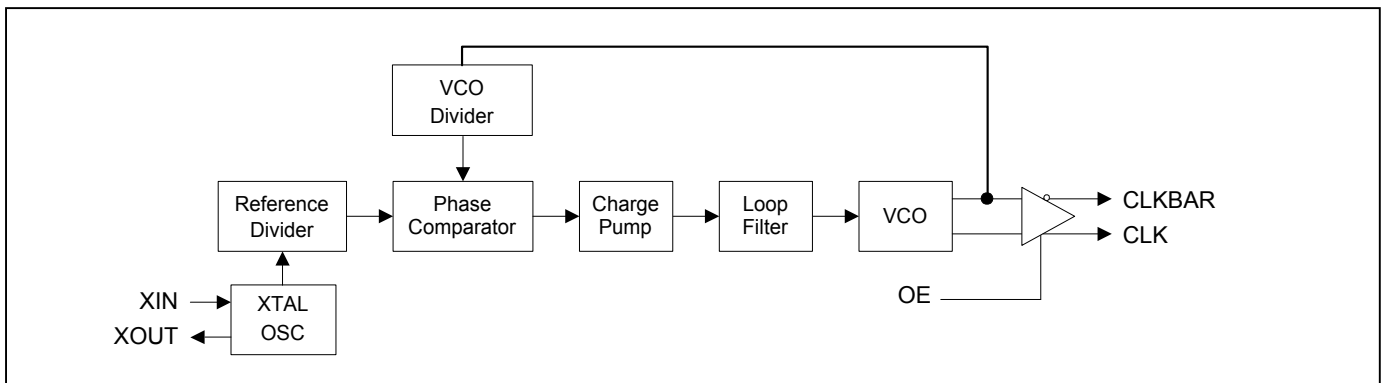 VCO
Divider
Reference
Divider
Phase
Comparator
Charge
Pump
Loop
Filter
VCO
CLKBAR
CLK
OE
XIN
XOUT
XTAL
OSC